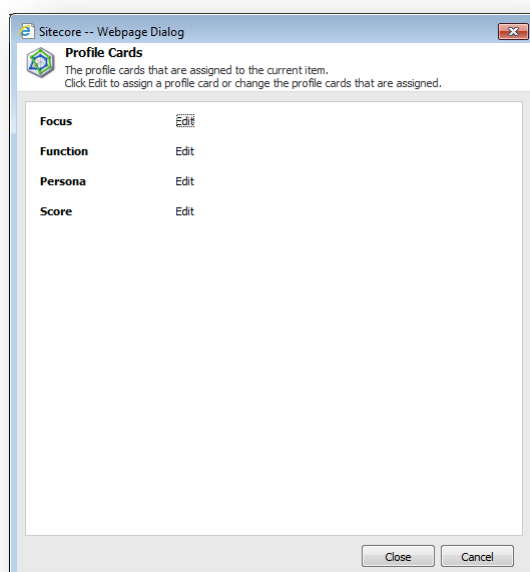 Sitecore -- Webpage Dialog
Profile Cards
The profile cards that are assigned to the current item.
Click Edit to assign a profile card or change the profile cards that are assigned.
Focus Edit
Function Edit
Persona Edit
Score Edit
Close Cancel